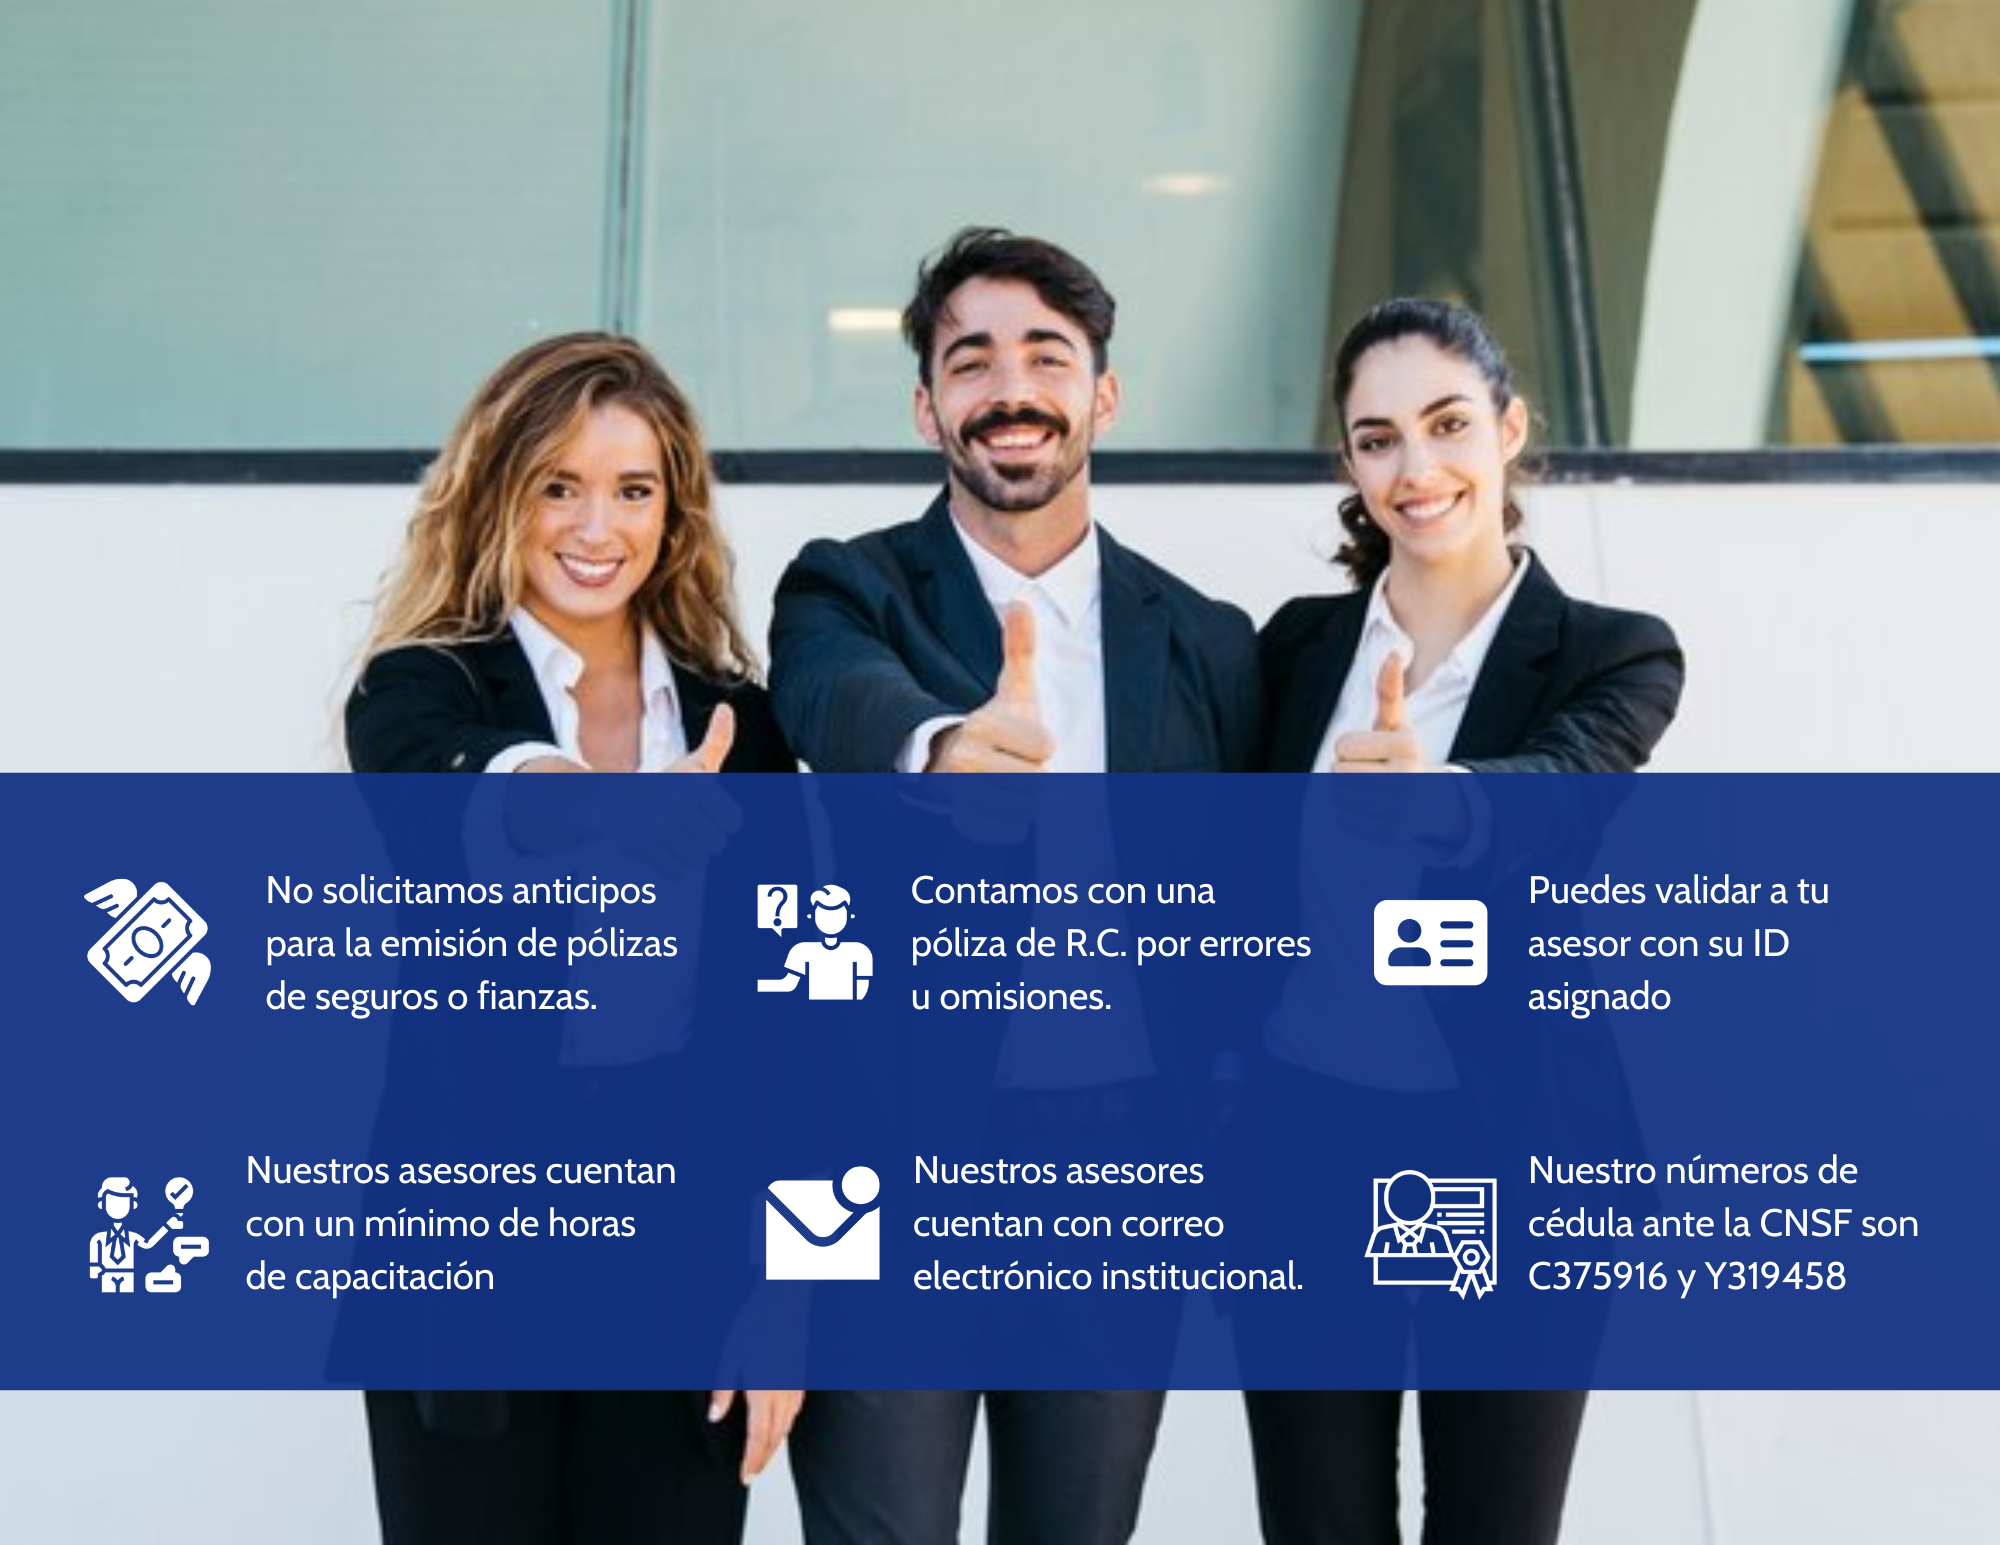 No solicitamos anticipos
para la emisión de pólizas
de seguros o fianzas.
Contamos con una
póliza de R.C. por errores
u omisiones.
Puedes validar a tu
asesor con su ID
asignado
Nuestros asesores cuentan
con un mínimo de horas
de capacitación
Nuestros asesores
cuentan con correo
electrónico institucional.
Nuestro números de
cédula ante la CNSF son
C375916 y Y319458